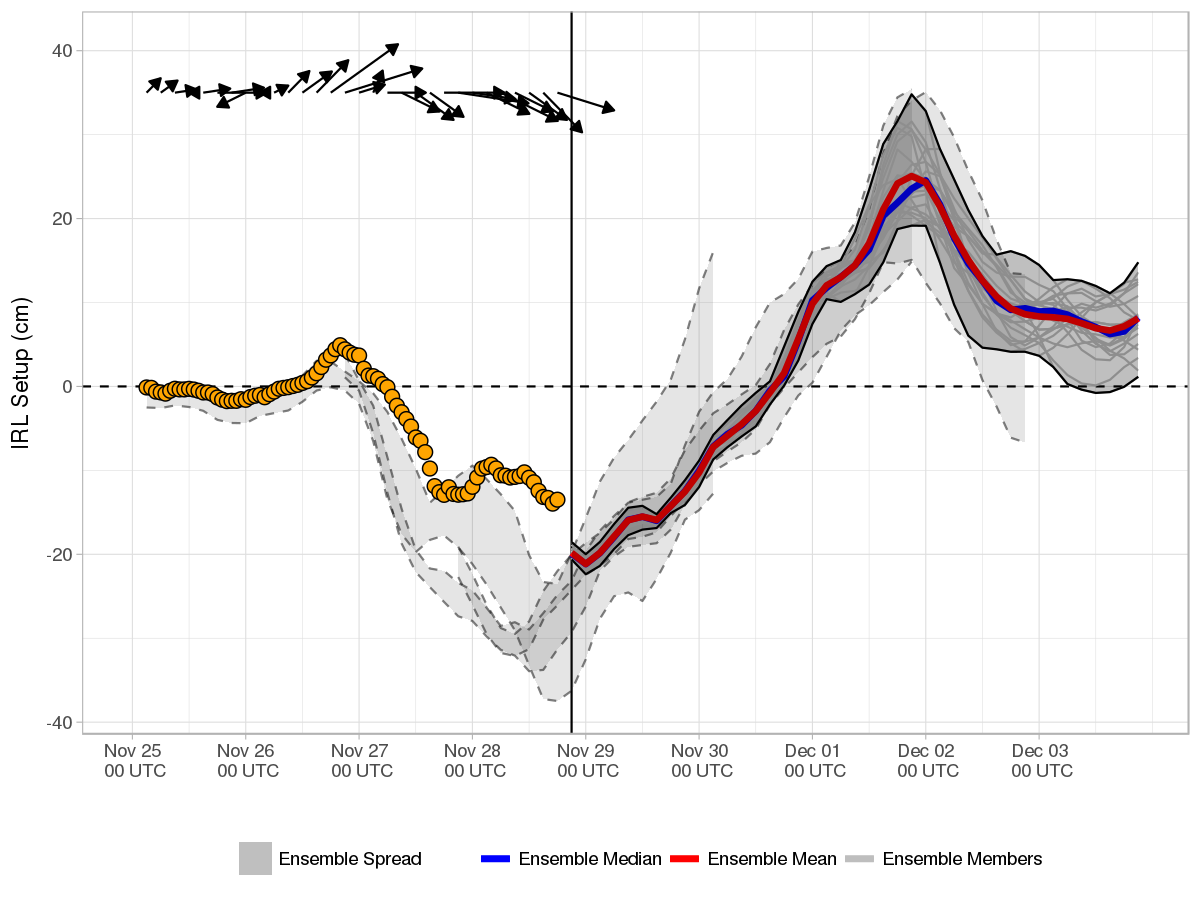 IRL Setup (cm)
40
20
0
-20
-40
Nov 25 Nov 26 Nov 27 Nov 28 Nov 29 Nov 30 Dec 01 Dec 02 Dec 03
00 UTC 00 UTC 00 UTC 00 UTC 00 UTC 00 UTC 00 UTC 00 UTC 00 UTC
Ensemble Spread Ensemble Median Ensemble Mean Ensemble Members